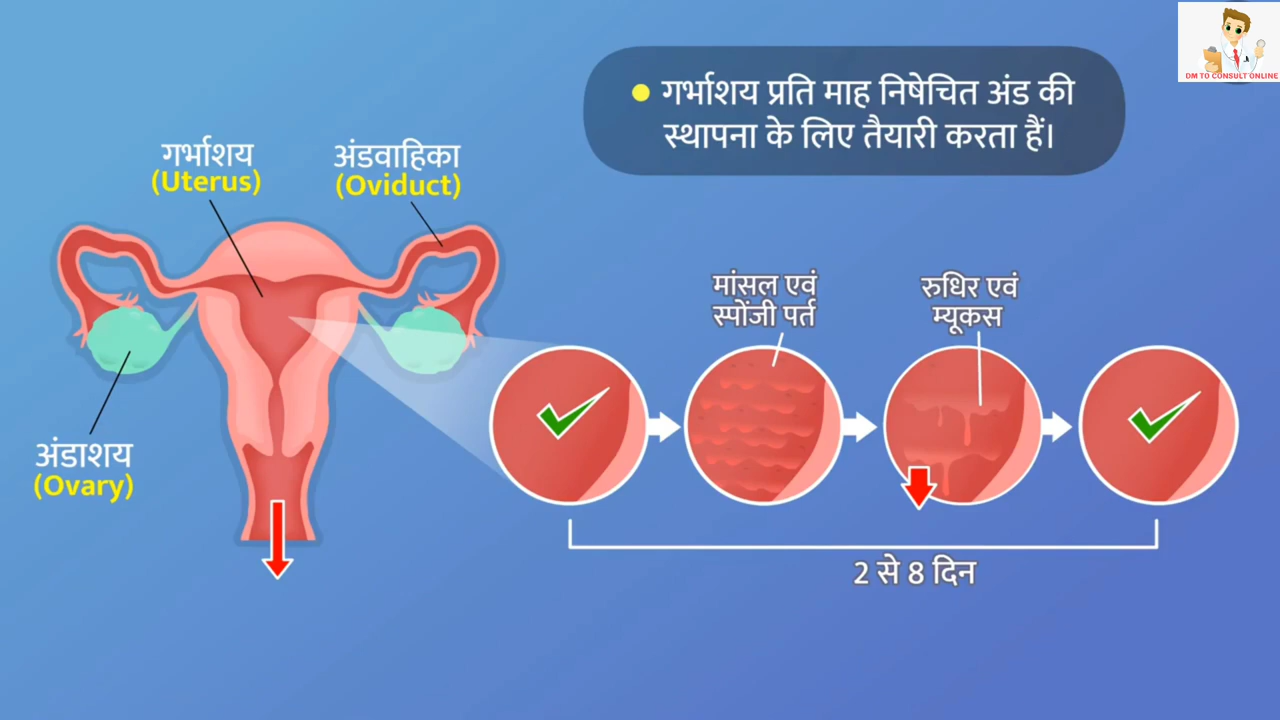 DM TO CONSULT ONLINE
गर्भाशय प्रति माह निषेचित अंड की
स्थापना के लिए तैयारी करता हैं।
गर्भाशय
(Uterus)
अंडवाहिका
(Oviduct)
अंडाशय
(Ovary)
मांसल एवं
स्पोंजी पर्त
रुधिर एवं
म्यूकस
2 से 8 दिन